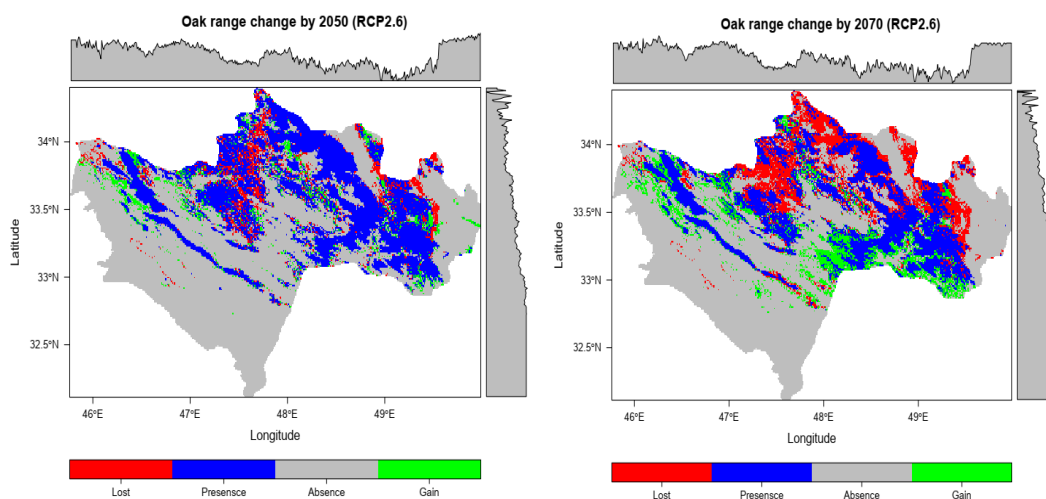 Oak range change by 2050 (RCP2.6)
34°N
33.5°N
33°N
32.5°N
Latitude
46°E 47°E 48°E 49°E
Longitude
Lost Presensce Absence Gain
Oak range change by 2070 (RCP2.6)
34°N
33.5°N
33°N
32.5°N
Latitude
46°E 47°E 48°E 49°E
Longitude
Lost Presensce Absence Gain